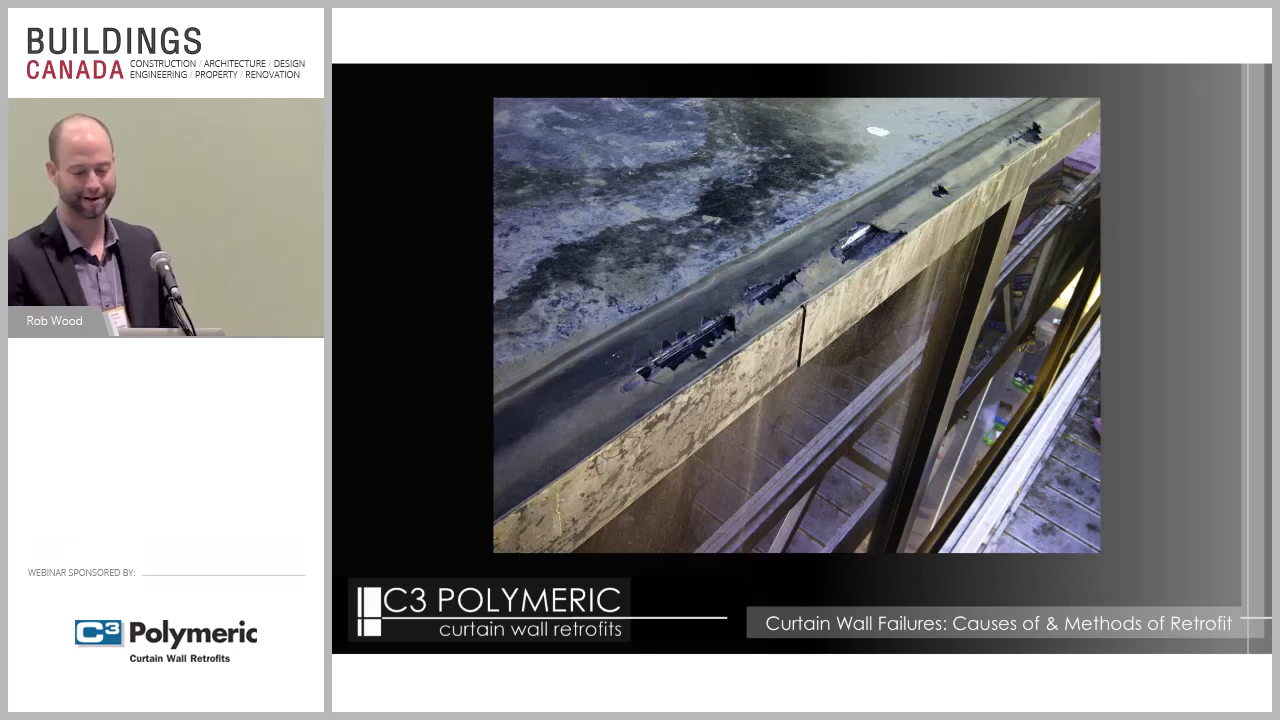 BUILDINGS
CANADA
CONSTRUCTION / ARCHITECTURE / DESIGN
ENGINEERING / PROPERTY / RENOVATION
Rob Wood
WEBINAR SPONSORED BY:
C3 Polymeric
Curtain Wall Retrofits
C3 POLYMERIC
curtain wall retrofits
Curtain Wall Failures: Causes of & Methods of Retrofit